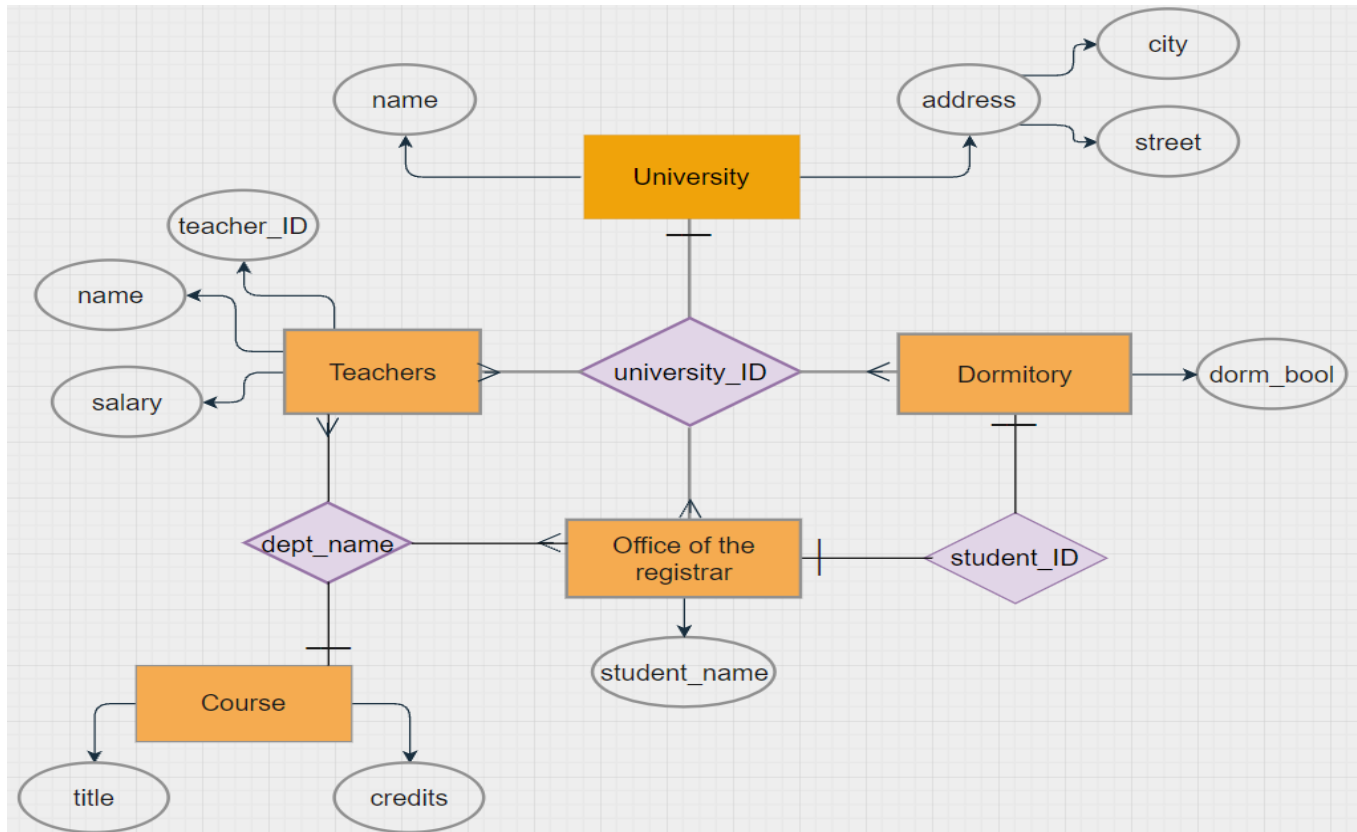 city
name
address
street
University
teacher_ID
name
Teachers
university_ID
Dormitory
dorm_bool
salary
dept_name
Office of the
registrar
student_ID
student_name
Course
title
credits